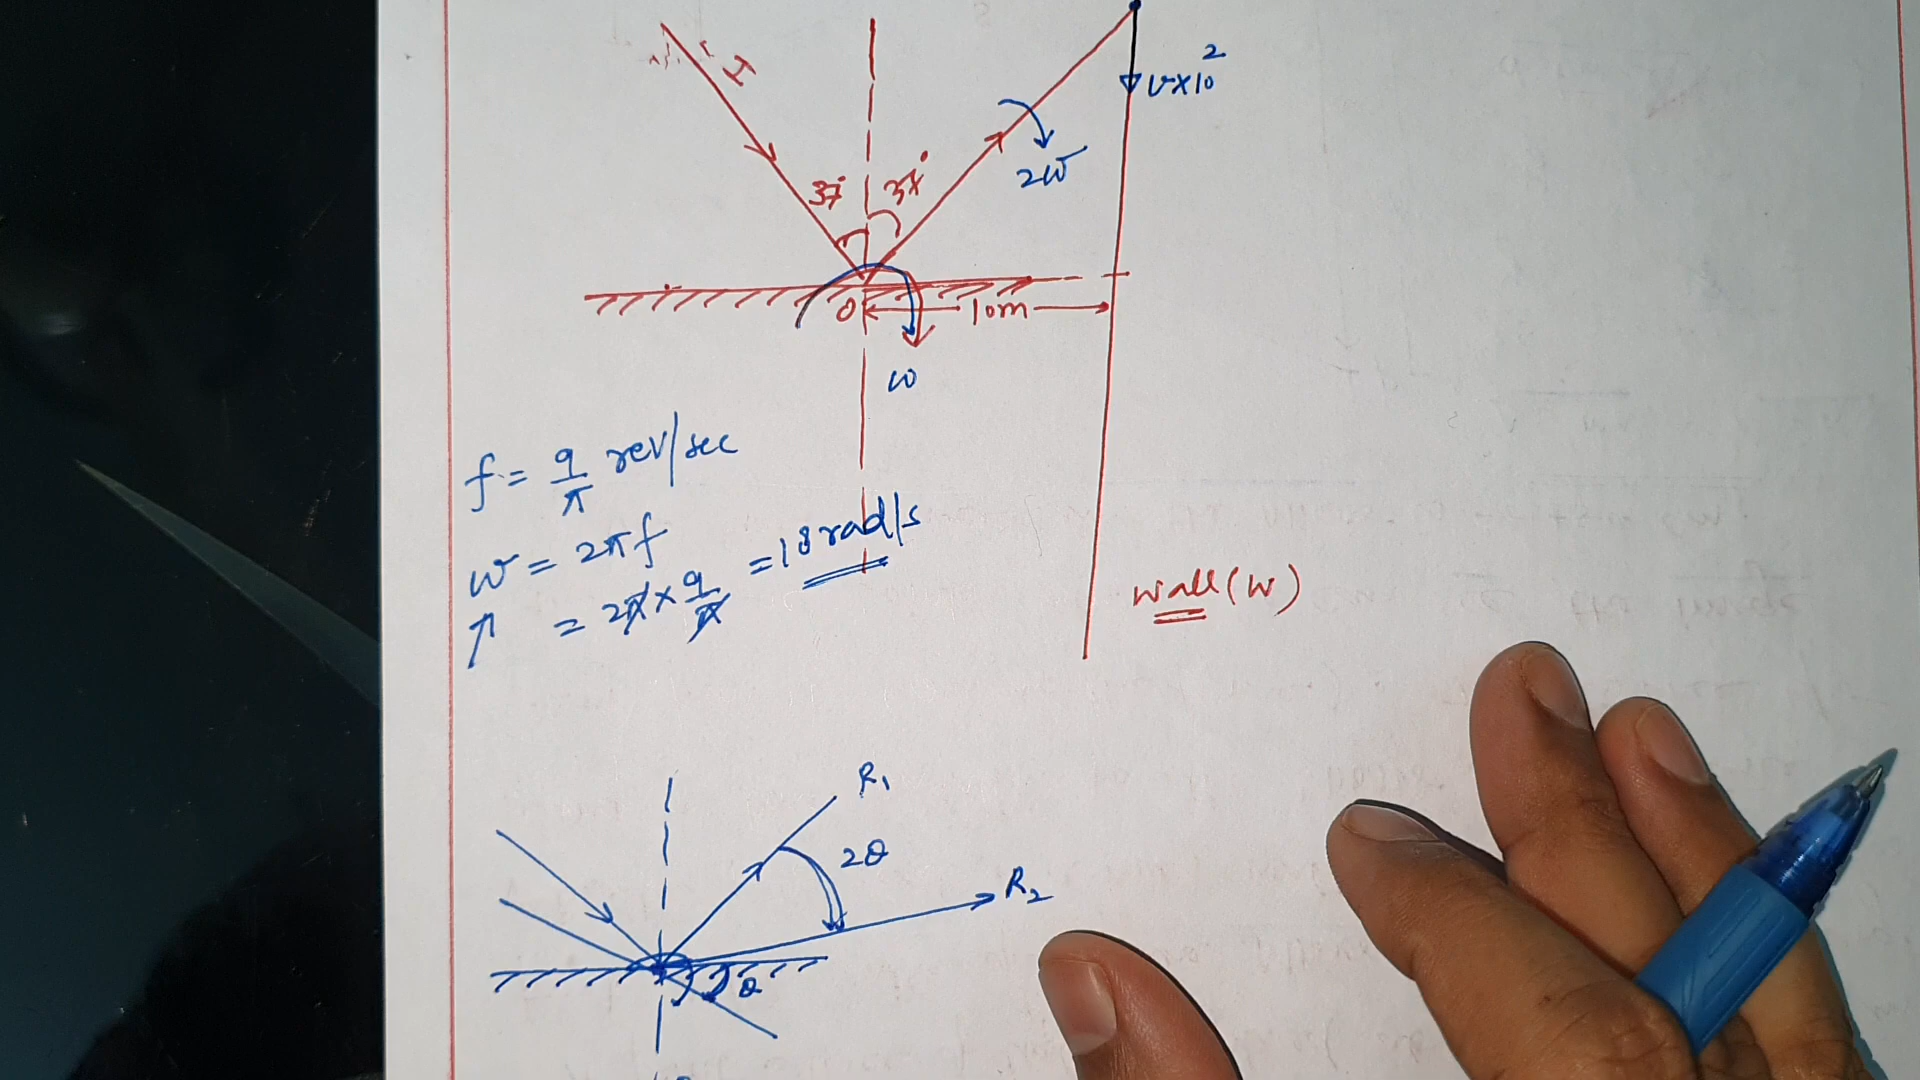 I
v×10²
37° 37°
2ω
O 10m
ω
f = 9/π rev/sec
ω = 2πf
= 2π × 9/π = 18 rad/s
wall (w)
R₁
2θ
R₂
θ